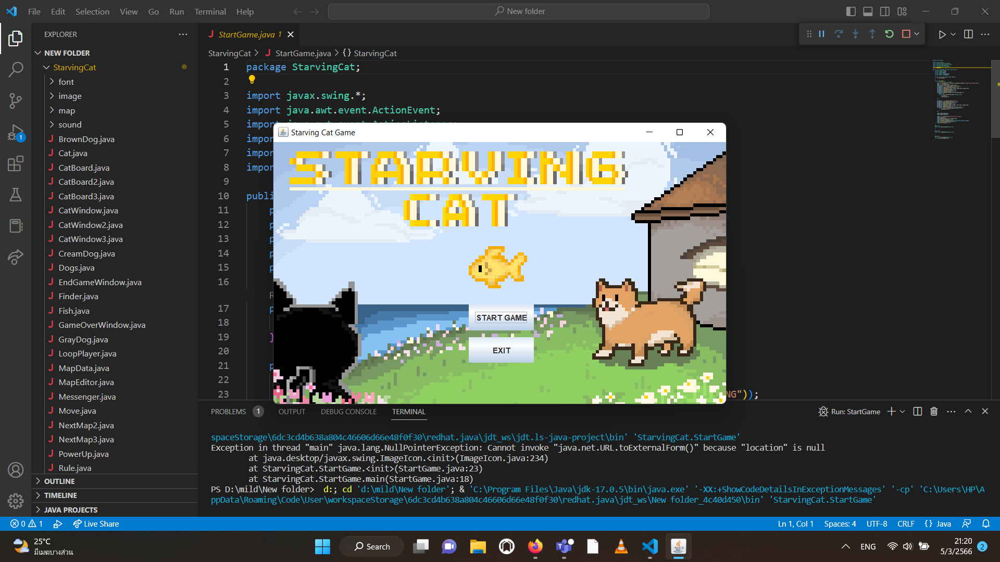 File Edit Selection View Go Run Terminal Help
New folder
EXPLORER
NEW FOLDER
StarvingCat
font
image
map
sound
BrownDog.java
Cat.java
CatBoard.java
CatBoard2.java
CatBoard3.java
CatWindow.java
CatWindow2.java
CatWindow3.java
CreamDog.java
Dogs.java
EndGameWindow.java
Finder.java
Fish.java
GameOverWindow.java
GrayDog.java
LoopPlayer.java
MapData.java
MapEditor.java
Messenger.java
Move.java
NextMap2.java
NextMap3.java
PowerUp.java
Rule.java
OUTLINE
TIMELINE
JAVA PROJECTS
1
StartGame.java 1
StarvingCat > StartGame.java > {} StarvingCat
1 package StarvingCat;
2
3 import javax.swing.*;
4 import java.awt.event.ActionEvent;
5 import java.awt.event.ActionListener;
6 impor
7 impor
8 impor
9
10 publi
11 p
12 p
13 p
14 p
15 p
16
R
17 p
18
19 }
20
21 p
22
23 NG"));
Starving Cat Game
STARVING
CAT
START GAME
EXIT
PROBLEMS 1 OUTPUT DEBUG CONSOLE TERMINAL
Run: StartGame
spaceStorage\6dc3cd4b638a804c46606d66e48f0f30\redhat.java\jdt_ws\jdt.ls-java-project\bin' 'StarvingCat.StartGame'
Exception in thread "main" java.lang.NullPointerException: Cannot invoke "java.net.URL.toExternalForm()" because "location" is null
at java.desktop/javax.swing.ImageIcon.<init>(ImageIcon.java:234)
at StarvingCat.StartGame.<init>(StartGame.java:23)
at StarvingCat.StartGame.main(StartGame.java:18)
PS D:\mild\New folder> d:; cd 'd:\mild\New folder'; & 'C:\Program Files\Java\jdk-17.0.5\bin\java.exe' '-XX:+ShowCodeDetailsInExceptionMessages' '-cp' 'C:\Users\HP\A
ppData\Roaming\Code\User\workspaceStorage\6dc3cd4b638a804c46606d66e48f0f30\redhat.java\jdt_ws\New folder_4c40d450\bin' 'StarvingCat.StartGame'
0 1 Live Share
Ln 1, Col 1 Spaces: 4 UTF-8 CRLF {} Java
25°C
มีเมฆบางส่วน
Search
ENG
21:20
5/3/2566
2